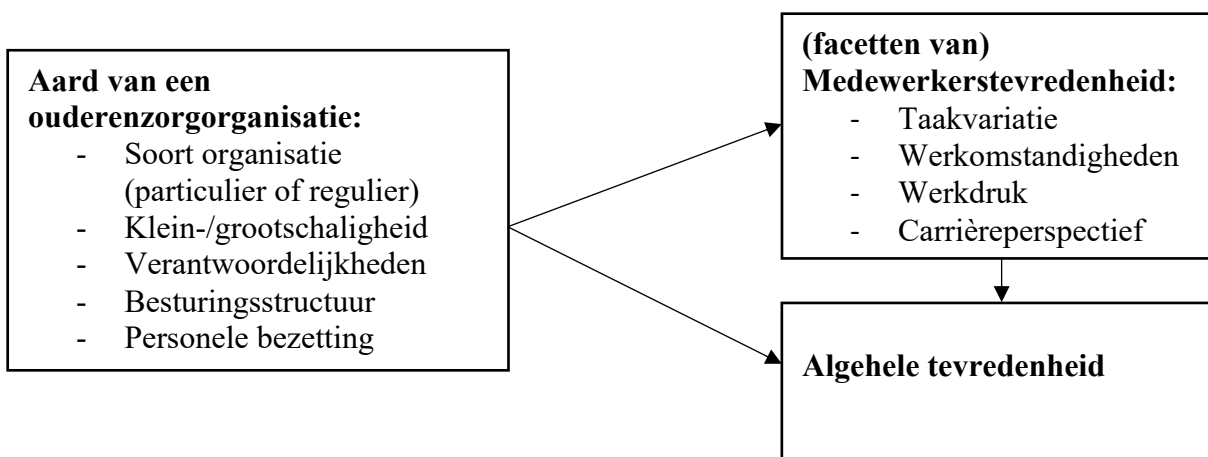 Aard van een
ouderenzorgorganisatie:
- Soort organisatie
(particulier of regulier)
- Klein-/grootschaligheid
- Verantwoordelijkheden
- Besturingsstructuur
- Personele bezetting
(facetten van)
Medewerkerstevredenheid:
- Taakvariatie
- Werkomstandigheden
- Werkdruk
- Carrièreperspectief
Algehele tevredenheid